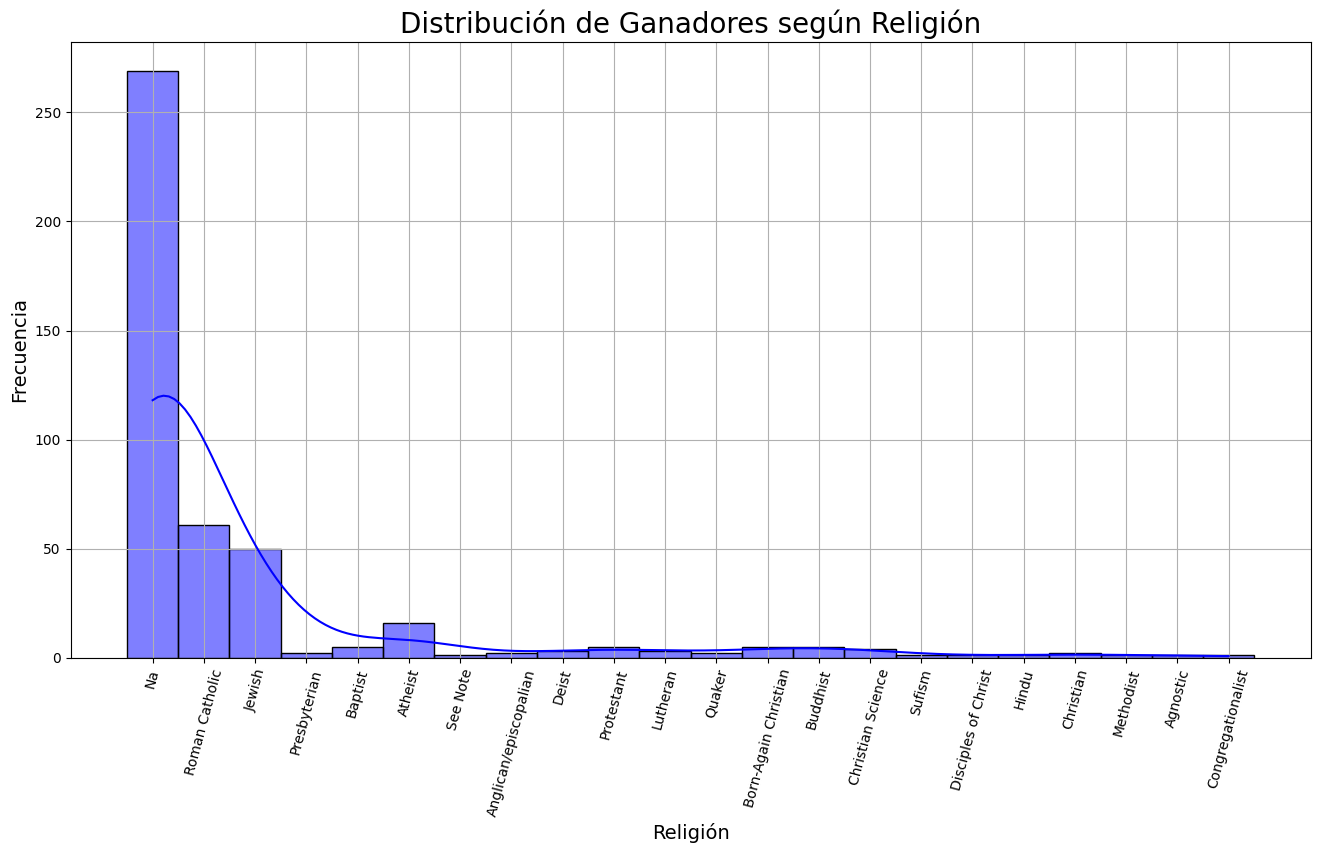 Distribución de Ganadores según Religión
Frecuencia
250
200
150
100
50
0
Na
Roman Catholic
Jewish
Presbyterian
Baptist
Atheist
See Note
Anglican/episcopalian
Deist
Protestant
Lutheran
Quaker
Born-Again Christian
Buddhist
Christian Science
Sufism
Disciples of Christ
Hindu
Christian
Methodist
Agnostic
Congregationalist
Religión